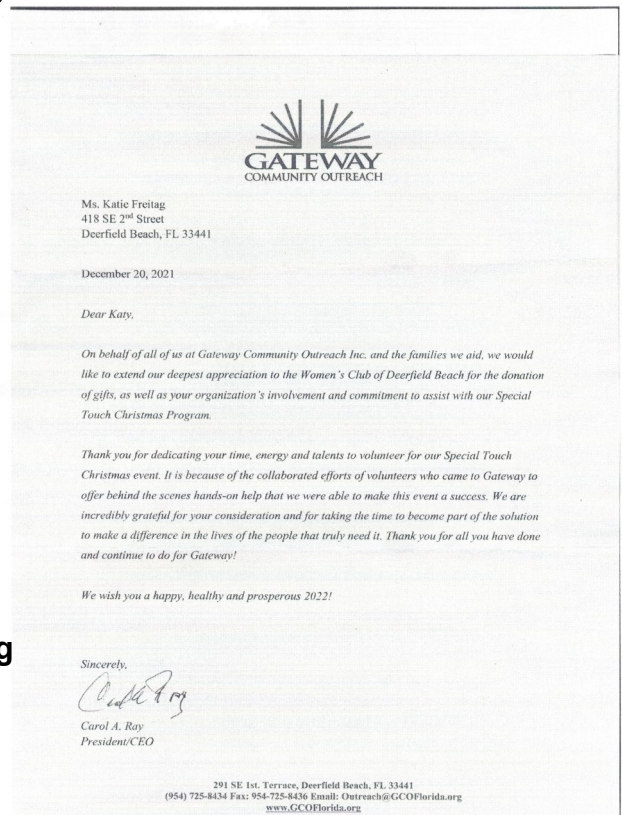 GATEWAY
COMMUNITY OUTREACH
Ms. Katie Freitag
418 SE 2nd Street
Deerfield Beach, FL 33441
December 20, 2021
Dear Katy,
On behalf of all of us at Gateway Community Outreach Inc. and the families we aid, we would
like to extend our deepest appreciation to the Women's Club of Deerfield Beach for the donation
of gifts, as well as your organization's involvement and commitment to assist with our Special
Touch Christmas Program.
Thank you for dedicating your time, energy and talents to volunteer for our Special Touch
Christmas event. It is because of the collaborated efforts of volunteers who came to Gateway to
offer behind the scenes hands-on help that we were able to make this event a success. We are
incredibly grateful for your consideration and for taking the time to become part of the solution
to make a difference in the lives of the people that truly need it. Thank you for all you have done
and continue to do for Gateway!
We wish you a happy, healthy and prosperous 2022!
g
Sincerely,
Carol A. Ray
President/CEO
291 SE 1st. Terrace, Deerfield Beach, FL 33441
(954) 725-8434 Fax: 954-725-8436 Email: Outreach@GCOFlorida.org
www.GCOFlorida.org